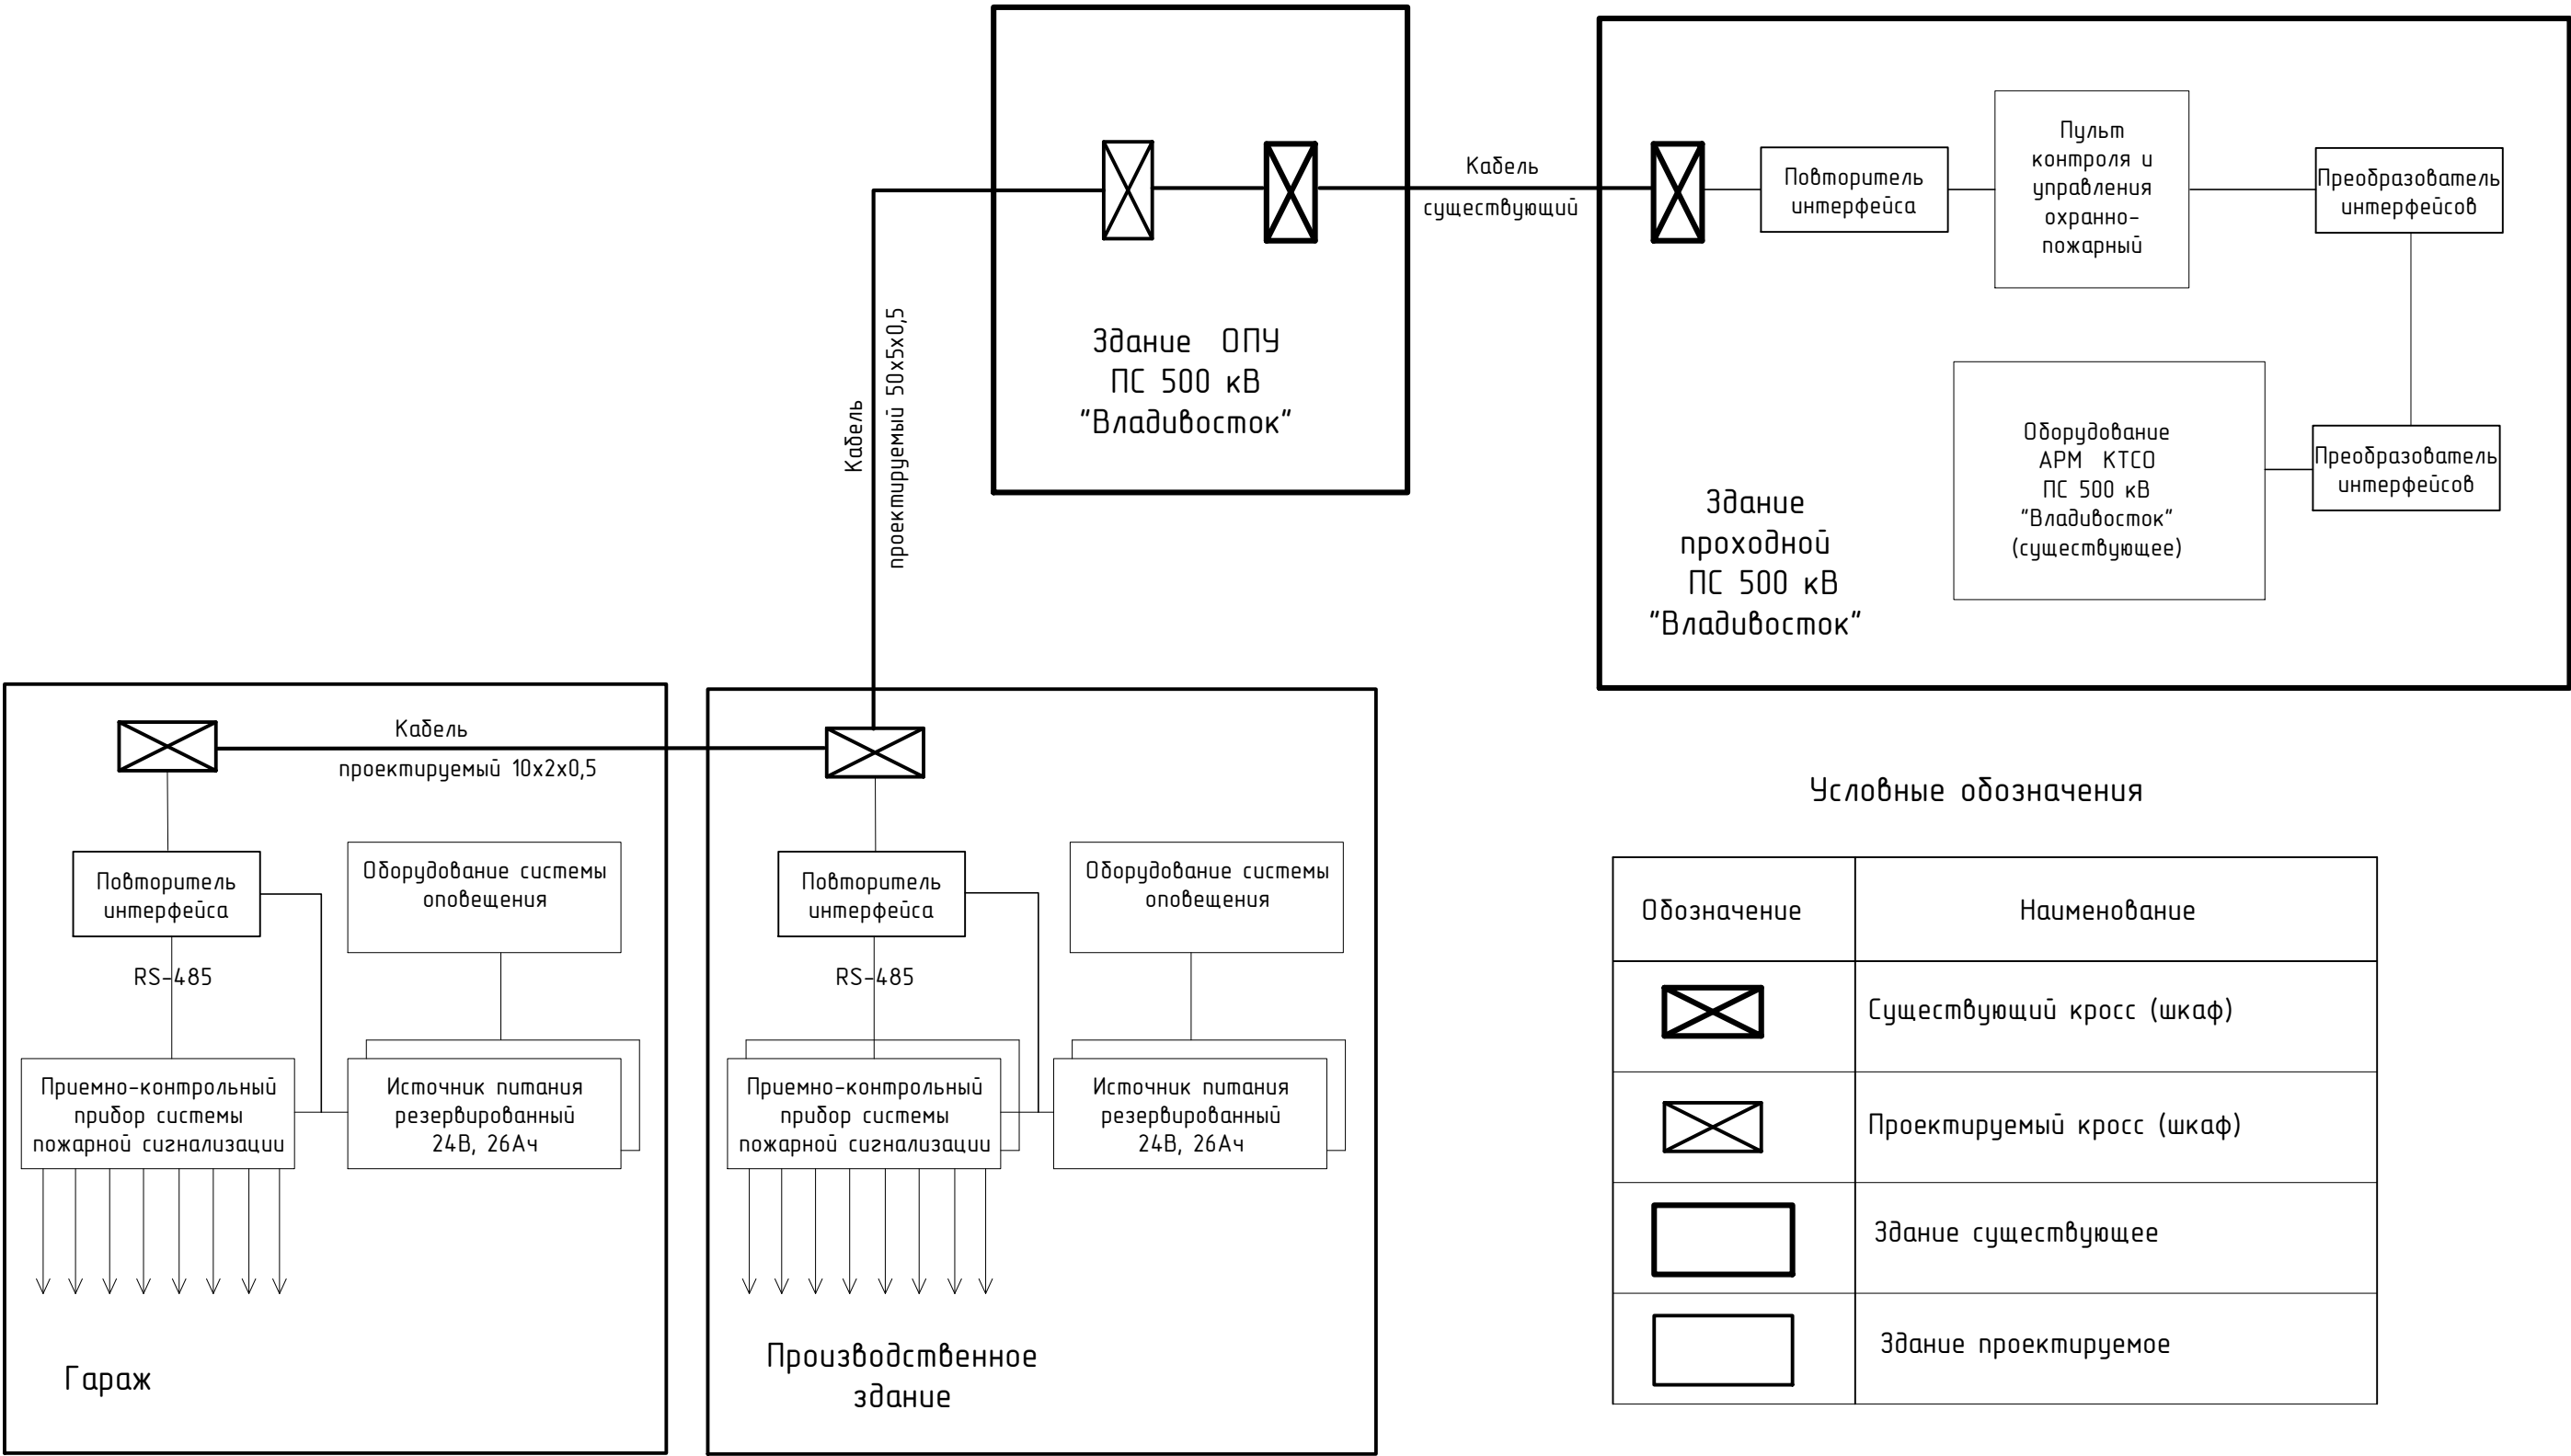 Здание ОПУ
ПС 500 кВ
"Владивосток"
Кабель
существующий
Повторитель
интерфейса
Пульт
контроля и
управления
охранно-
пожарный
Преобразователь
интерфейсов
Преобразователь
интерфейсов
Оборудование
АРМ КТСО
ПС 500 кВ
"Владивосток"
(существующее)
Здание
проходной
ПС 500 кВ
"Владивосток"
Кабель
проектируемый 50х5х0,5
Кабель
проектируемый 10х2х0,5
Повторитель
интерфейса
Оборудование системы
оповещения
RS-485
Приемно-контрольный
прибор системы
пожарной сигнализации
Источник питания
резервированный
24В, 26Ач
Гараж
Повторитель
интерфейса
Оборудование системы
оповещения
RS-485
Приемно-контрольный
прибор системы
пожарной сигнализации
Источник питания
резервированный
24В, 26Ач
Производственное
здание
Условные обозначения
Обозначение
Наименование
Существующий кросс (шкаф)
Проектируемый кросс (шкаф)
Здание существующее
Здание проектируемое